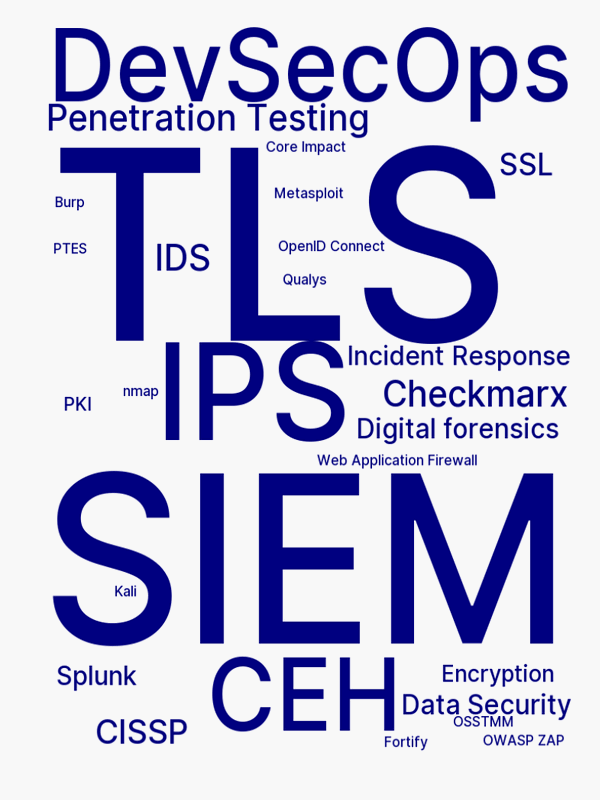 DevSecOps
Penetration Testing
Core Impact
TLS
SSL
Metasploit
Burp
OpenID Connect
PTES
IDS
Qualys
IPS
Incident Response
nmap
Checkmarx
PKI
Digital forensics
Web Application Firewall
SIEM
Kali
Splunk
CEH
Encryption
Data Security
OSSTMM
CISSP
Fortify
OWASP ZAP